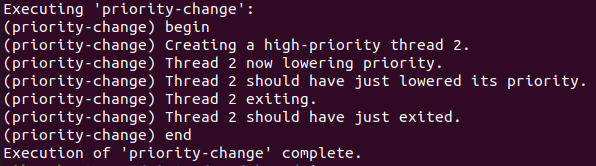 Executing 'priority-change':
(priority-change) begin
(priority-change) Creating a high-priority thread 2.
(priority-change) Thread 2 now lowering priority.
(priority-change) Thread 2 should have just lowered its priority.
(priority-change) Thread 2 exiting.
(priority-change) Thread 2 should have just exited.
(priority-change) end
Execution of 'priority-change' complete.